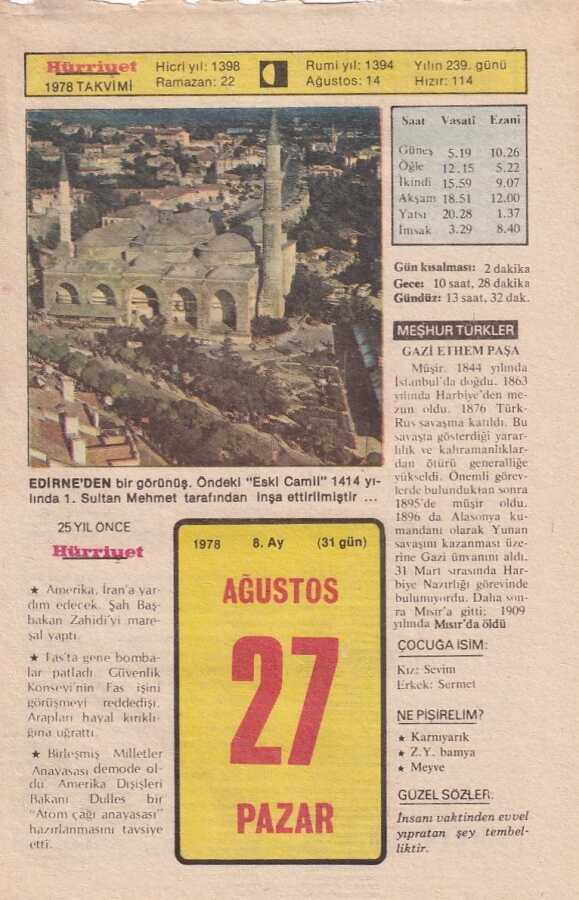 Hürriyet
1978 TAKVİMİ
Hicri yıl: 1398
Ramazan: 22
Rumi yıl: 1394
Ağustos: 14
Yılın 239. günü
Hızır: 114
Saat Vasati Ezani
Güneş 5.19 10.26
Öğle 12.15 5.22
İkindi 15.59 9.07
Akşam 18.51 12.00
Yatsı 20.28 1.37
İmsak 3.29 8.40
Gün kısalması: 2 dakika
Gece: 10 saat, 28 dakika
Gündüz: 13 saat, 32 dak.
MEŞHUR TÜRKLER
GAZİ ETHEM PAŞA
Müşir. 1844 yılında
İstanbul'da doğdu. 1863
yılında Harbiye'den me-
zun oldu. 1876 Türk-
Rus savaşına katıldı. Bu
savaşta gösterdiği yarar-
lılık ve kahramanlıklar-
dan ötürü generalliğe
yükseldi. Önemli görev-
lerde bulunduktan sonra
1895'de müşir oldu.
1896 da Alasonya ku-
mandanı olarak Yunan
savaşını kazanması üze-
rine Gazi ünvanını aldı.
31 Mart sırasında Har-
biye Nazırlığı görevinde
bulunuyordu. Daha son-
ra Mısır'a gitti; 1909
yılında Mısır'da öldü
ÇOCUĞA İSİM:
Kız: Sevim
Erkek: Sermet
NE PİŞİRELİM?
★ Karnıyarık
★ Z.Y. bamya
★ Meyve
GÜZEL SÖZLER:
İnsanı vaktinden evvel
yıpratan şey tembel-
liktir.
EDİRNE'DEN bir görünüş. Öndeki "Eski Camii" 1414 yı-
lında 1. Sultan Mehmet tarafından inşa ettirilmiştir ...
25 YIL ÖNCE
Hürriyet
★ Amerika, İran'a yar-
dım edecek. Şah Baş-
bakan Zahidi'yi mare-
şal yaptı.
★ Fas'ta gene bomba-
lar patladı. Güvenlik
Konseyi'nin Fas işini
görüşmeyi reddedişi,
Arapları hayal kırıklı-
ğına uğrattı.
★ Birleşmiş Milletler
Anayasası demode ol-
du. Amerika Dışişleri
Bakanı Dulles bir
"Atom çağı anayasası"
hazırlanmasını tavsiye
etti.
1978 8. Ay (31 gün)
AĞUSTOS
27
PAZAR